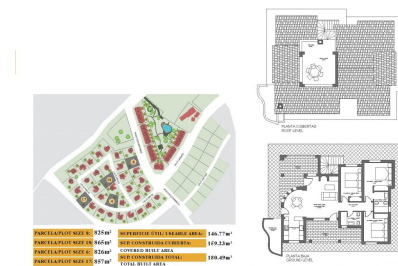 PLANTA CUBIERTAS
ROOF LEVEL
PLANTA BAJA
GROUND LEVEL
PARCELA/PLOT SIZE 8: 825m²
PARCELA/PLOT SIZE 18: 865m²
PARCELA/PLOT SIZE 6: 826m²
PARCELA/PLOT SIZE 17: 857m²
SUPERFICIE ÚTIL/USEABLE AREA: 146.77m²
SUP. CONSTRUIDA CUBIERTA: 159.23m²
COVERED BUILT AREA
SUP. CONSTRUIDA TOTAL: 180.49m²
TOTAL BUILT AREA